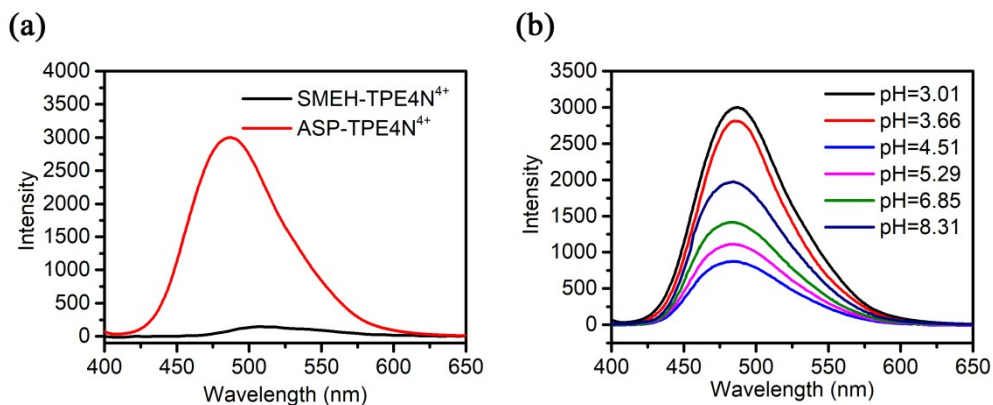 (a)
4000
3500
3000
2500
2000
1500
1000
500
0
Intensity
SMEH-TPE4N⁴⁺
ASP-TPE4N⁴⁺
400 450 500 550 600 650
Wavelength (nm)
(b)
3500
3000
2500
2000
1500
1000
500
0
Intensity
pH=3.01
pH=3.66
pH=4.51
pH=5.29
pH=6.85
pH=8.31
400 450 500 550 600 650
Wavelength (nm)